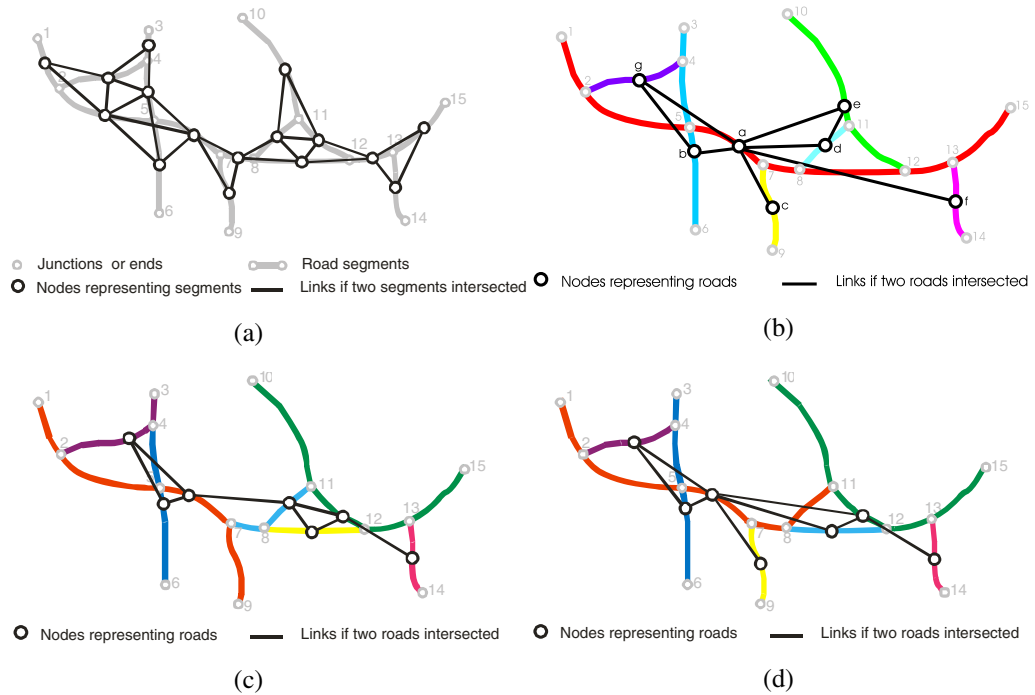 1
3
10
2
4
5
11
15
7
8
12
13
6
9
14
Junctions or ends
Road segments
Nodes representing segments
Links if two segments intersected
(a)
1
3
10
2
g
4
e
15
5
a
11
b
d
7
8
12
13
c
f
6
9
14
Nodes representing roads
Links if two roads intersected
(b)
1
3
10
2
4
5
11
15
7
8
12
13
6
9
14
Nodes representing roads
Links if two roads intersected
(c)
1
3
10
2
4
5
11
15
7
8
12
13
6
9
14
Nodes representing roads
Links if two roads intersected
(d)